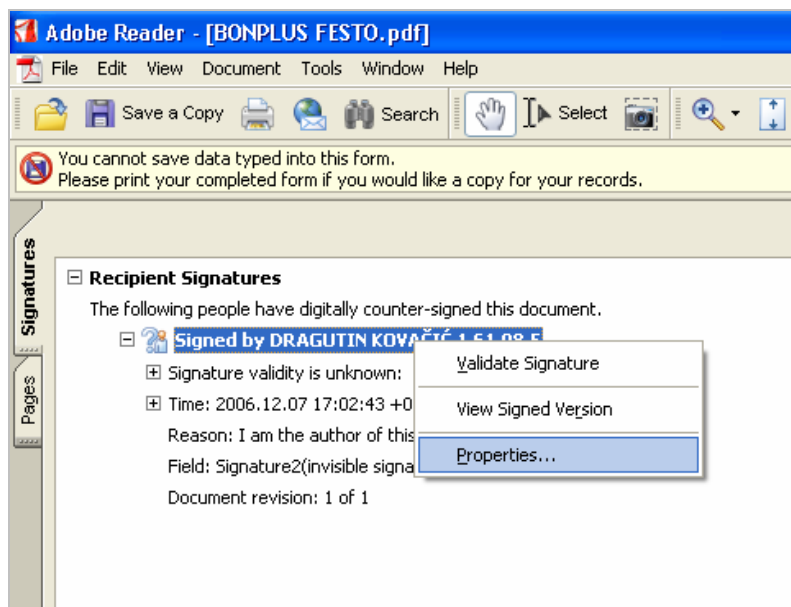 Adobe Reader - [BONPLUS FESTO.pdf]
File Edit View Document Tools Window Help
Save a Copy Search Select
You cannot save data typed into this form.
Please print your completed form if you would like a copy for your records.
Signatures
Pages
Recipient Signatures
The following people have digitally counter-signed this document.
Signed by DRAGUTIN KOVAČIĆ
Signature validity is unknown:
Time: 2006.12.07 17:02:43 +0
Reason: I am the author of this
Field: Signature2(invisible signa
Document revision: 1 of 1
Validate Signature
View Signed Version
Properties...